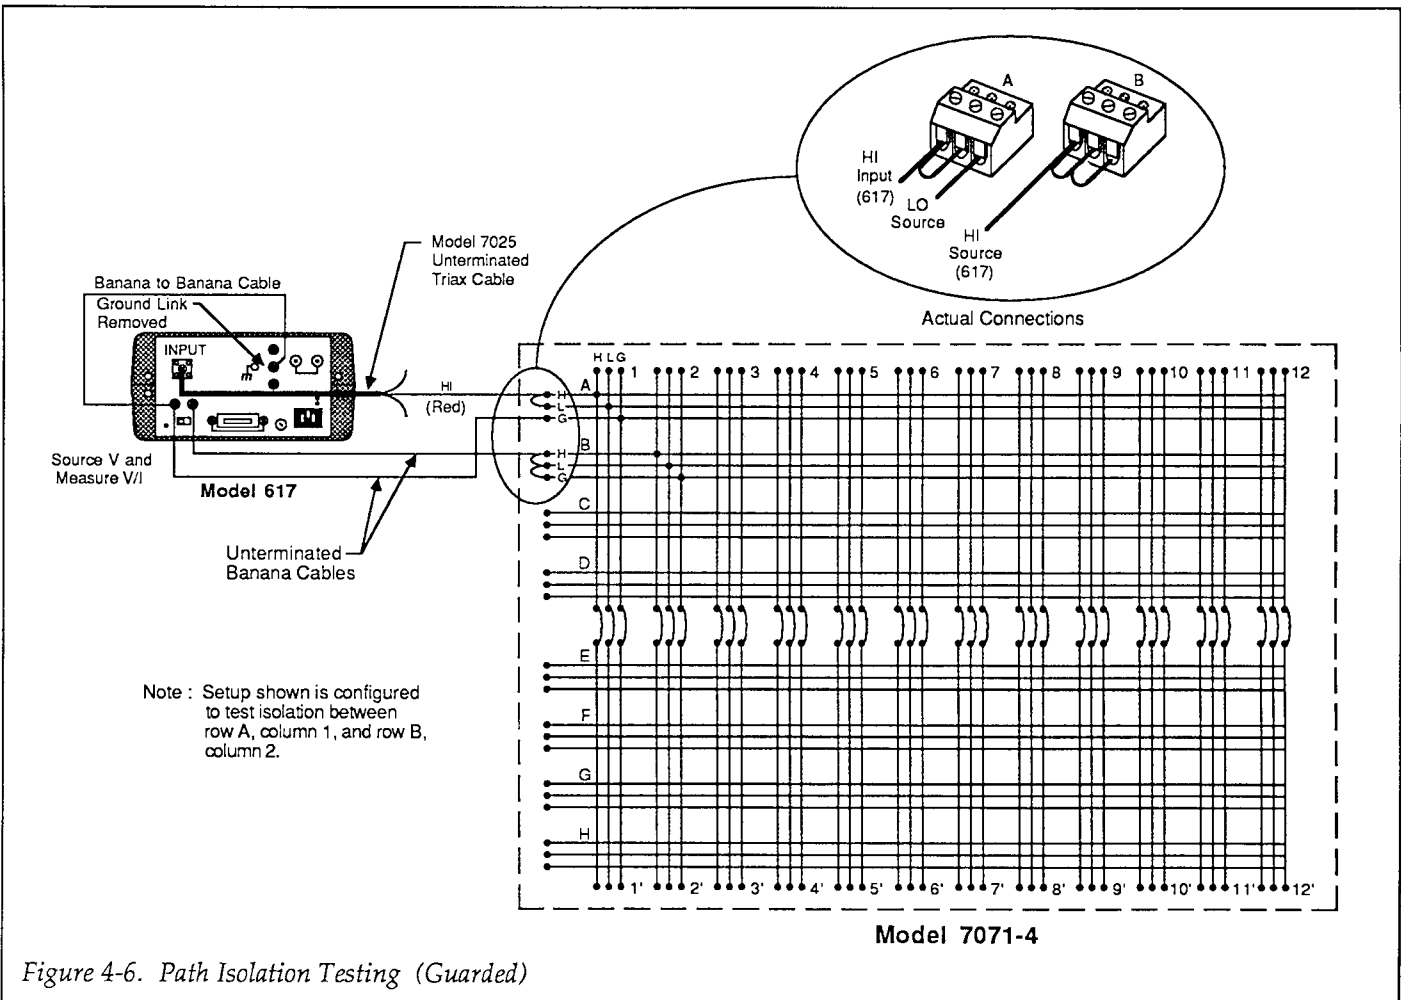 A
B
HI
Input
(617)
LO
Source
HI
Source
(617)
Actual Connections
Model 7025
Unterminated
Triax Cable
Banana to Banana Cable
Ground Link
Removed
INPUT
HI
(Red)
Source V and
Measure V/I
Model 617
Unterminated
Banana Cables
Note : Setup shown is configured
to test isolation between
row A, column 1, and row B,
column 2.
H L G
1 2 3 4 5 6 7 8 9 10 11 12
A
H
L
G
B
H
L
G
C
D
E
F
G
H
1' 2' 3' 4' 5' 6' 7' 8' 9' 10' 11' 12'
Model 7071-4
Figure 4-6. Path Isolation Testing (Guarded)